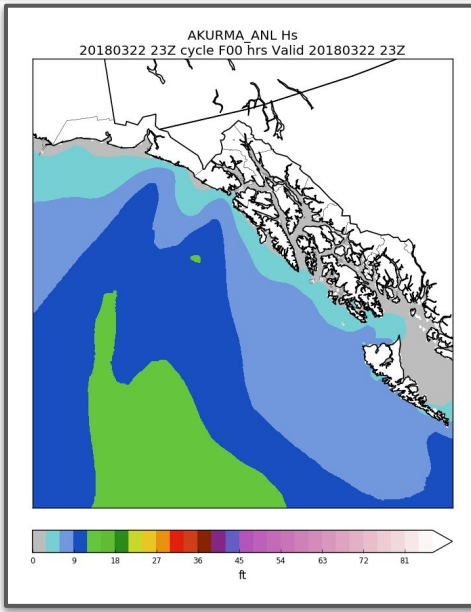 AKURMA_ANL Hs
20180322 23Z cycle F00 hrs Valid 20180322 23Z
0 9 18 27 36 45 54 63 72 81
ft